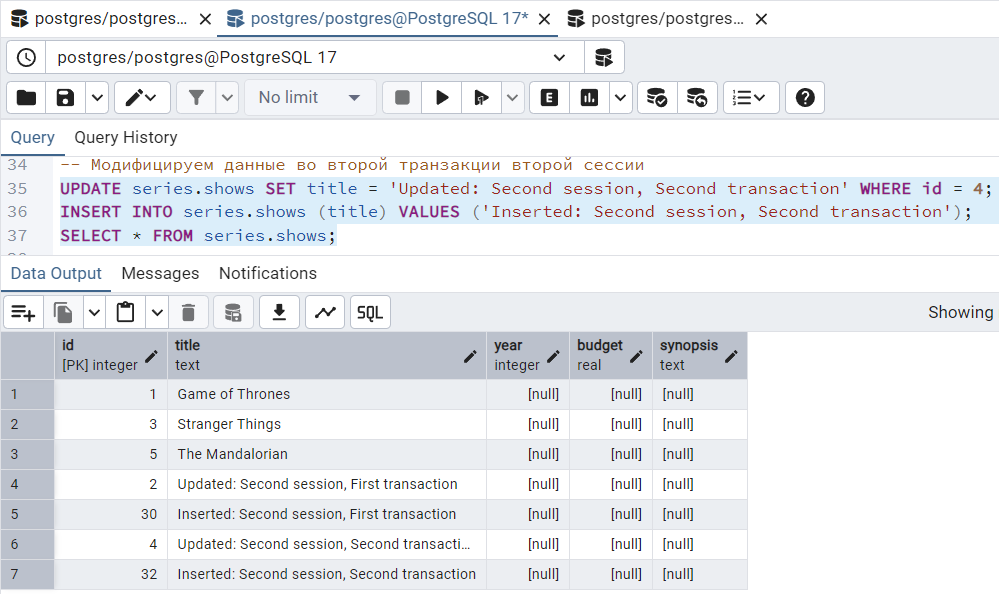 postgres/postgres... postgres/postgres@PostgreSQL 17* postgres/postgres...
postgres/postgres@PostgreSQL 17
No limit
Query Query History
34 -- Модифицируем данные во второй транзакции второй сессии
35 UPDATE series.shows SET title = 'Updated: Second session, Second transaction' WHERE id = 4;
36 INSERT INTO series.shows (title) VALUES ('Inserted: Second session, Second transaction');
37 SELECT * FROM series.shows;
Data Output Messages Notifications
SQL Showing
id title year budget synopsis
[PK] integer text integer real text
1 1 Game of Thrones [null] [null] [null]
2 3 Stranger Things [null] [null] [null]
3 5 The Mandalorian [null] [null] [null]
4 2 Updated: Second session, First transaction [null] [null] [null]
5 30 Inserted: Second session, First transaction [null] [null] [null]
6 4 Updated: Second session, Second transacti... [null] [null] [null]
7 32 Inserted: Second session, Second transaction [null] [null] [null]